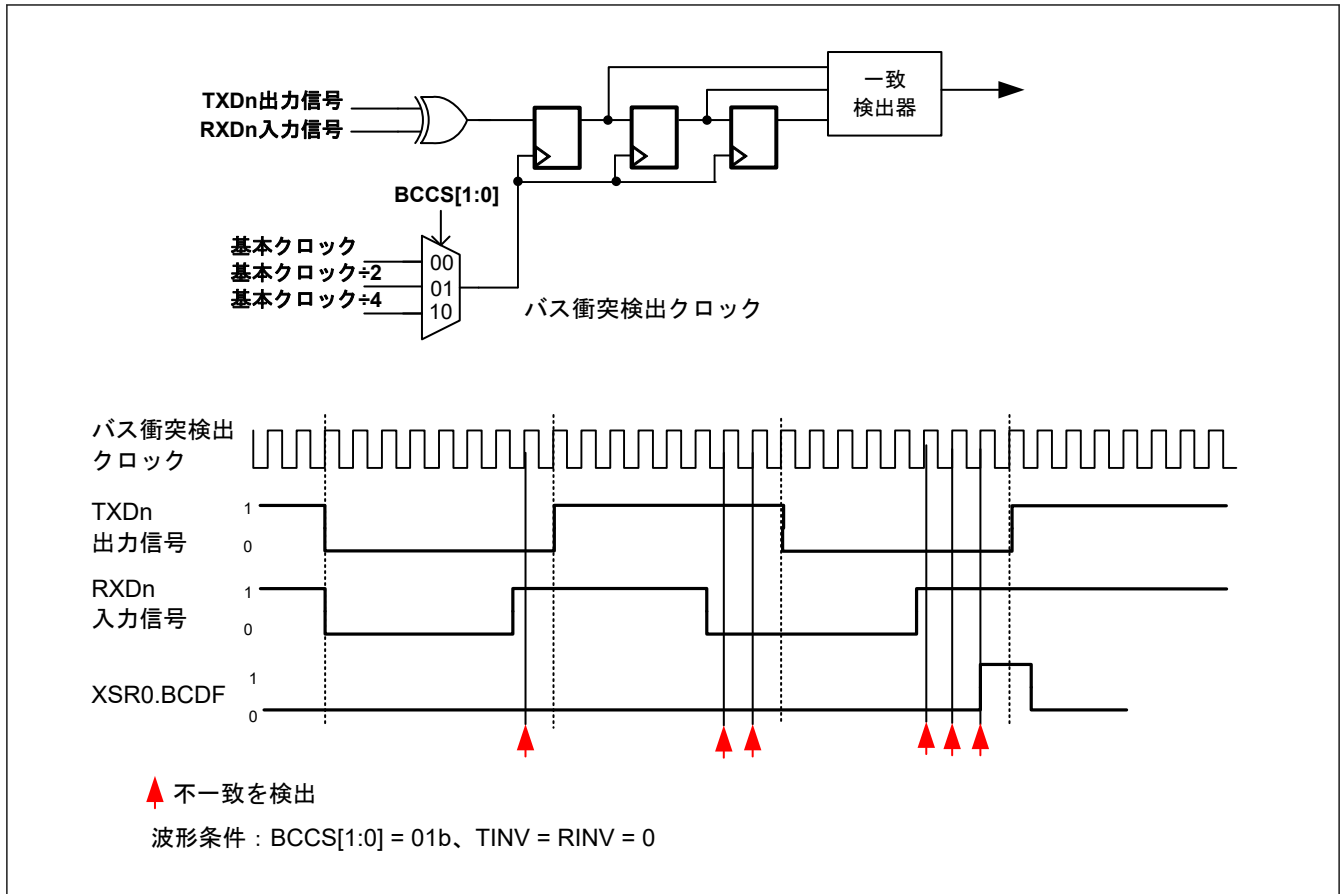 一致
検出器
TXDn出力信号
RXDn入力信号
BCCS[1:0]
基本クロック
基本クロック÷2
基本クロック÷4
00
01
10
バス衝突検出クロック
バス衝突検出
クロック
TXDn
出力信号
1
0
RXDn
入力信号
1
0
XSR0.BCDF
1
0
不一致を検出
波形条件：BCCS[1:0] = 01b、TINV = RINV = 0